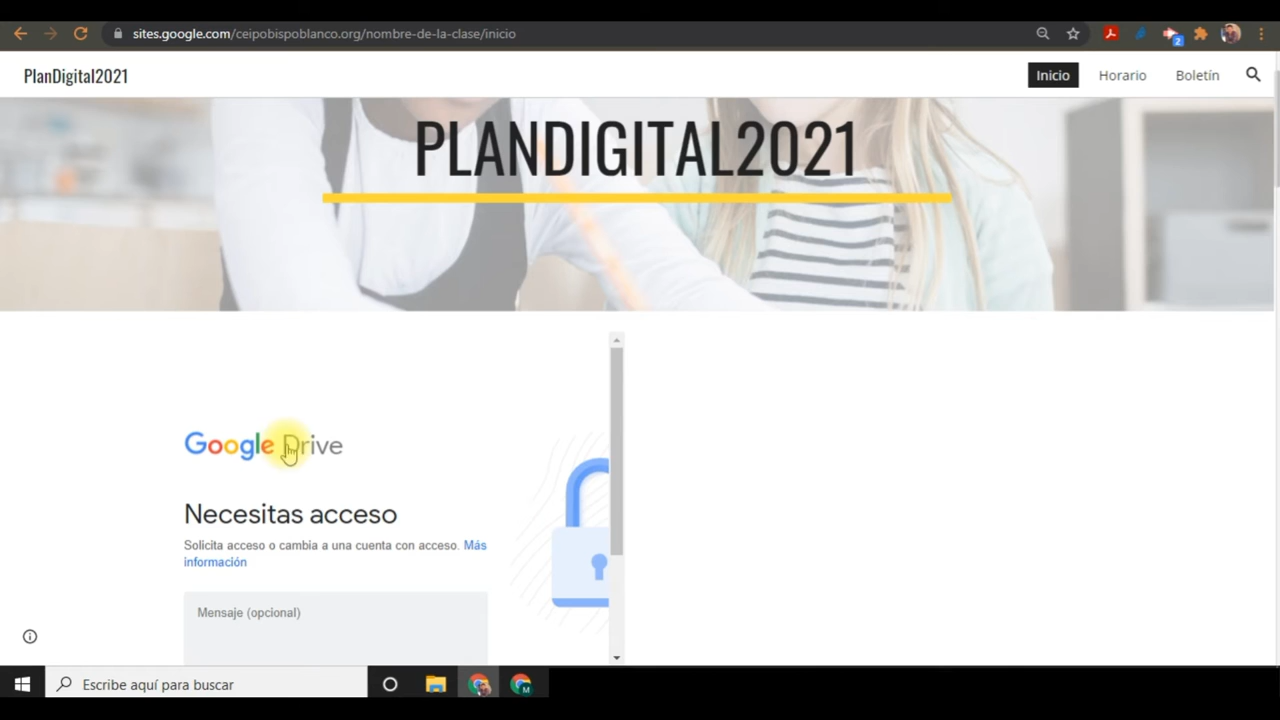 sites.google.com/ceipobispoblanco.org/nombre-de-la-clase/inicio
2
PlanDigital2021
Inicio
Horario
Boletín
PLANDIGITAL2021
Google Drive
Necesitas acceso
Solicita acceso o cambia a una cuenta con acceso. Más
información
Mensaje (opcional)
Escribe aquí para buscar
M